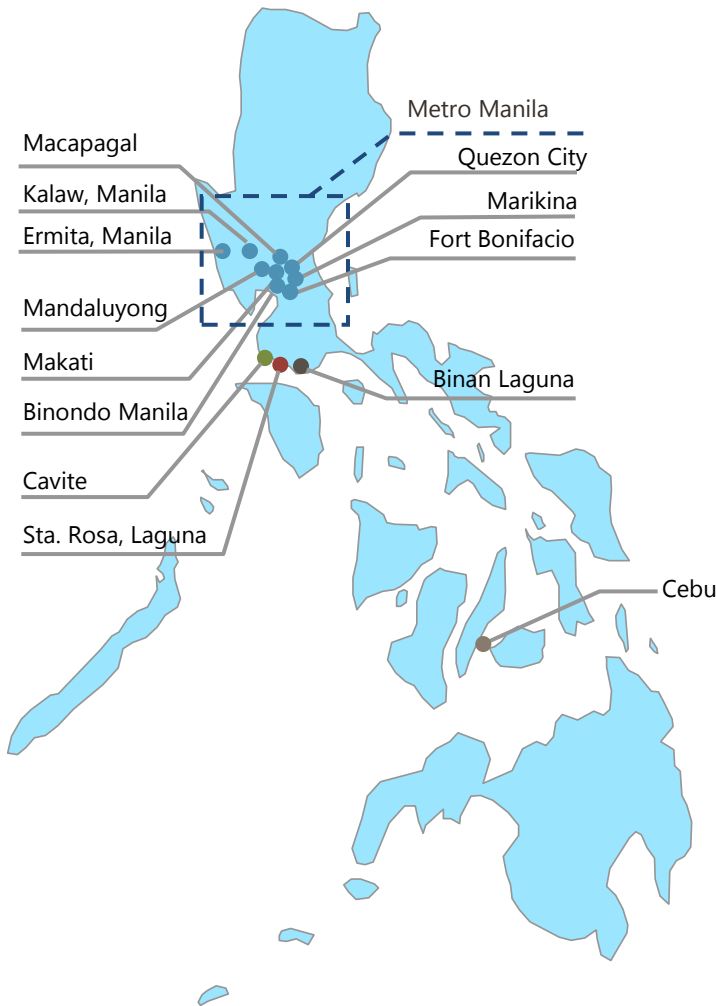 Metro Manila
Macapagal
Quezon City
Kalaw, Manila
Marikina
Ermita, Manila
Fort Bonifacio
Mandaluyong
Makati
Binan Laguna
Binondo Manila
Cavite
Sta. Rosa, Laguna
Cebu